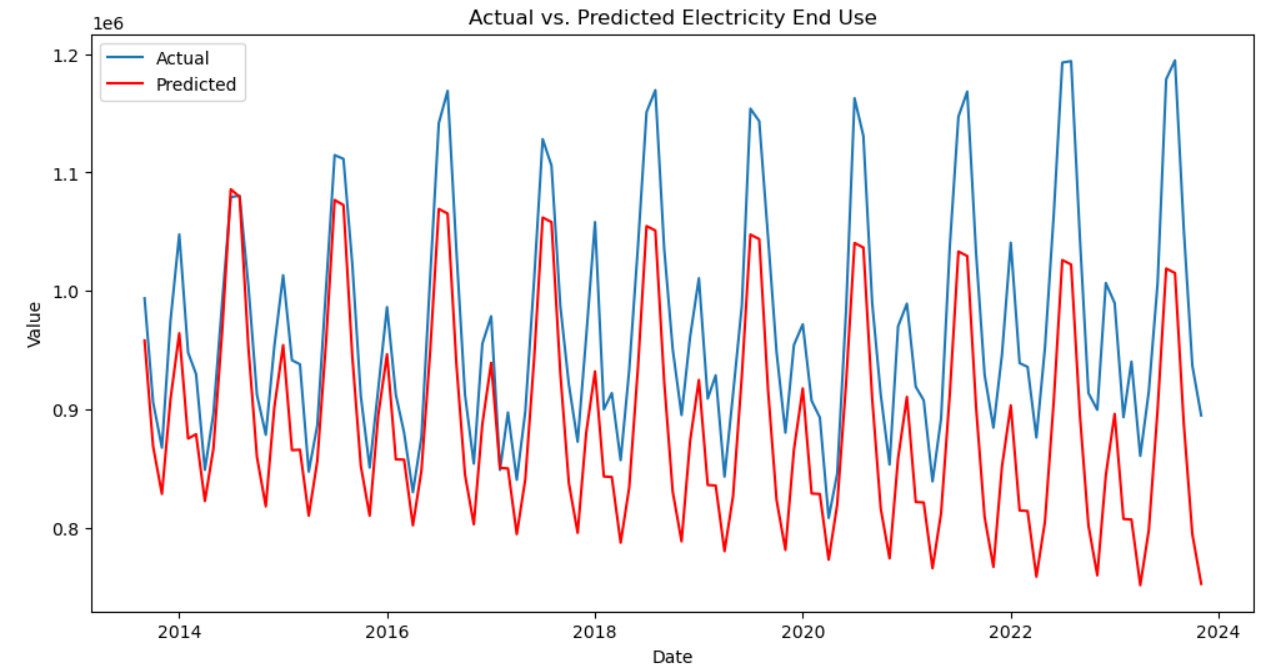 Actual vs. Predicted Electricity End Use
1e6
Actual
Predicted
1.2
1.1
1.0
0.9
0.8
Value
2014 2016 2018 2020 2022 2024
Date